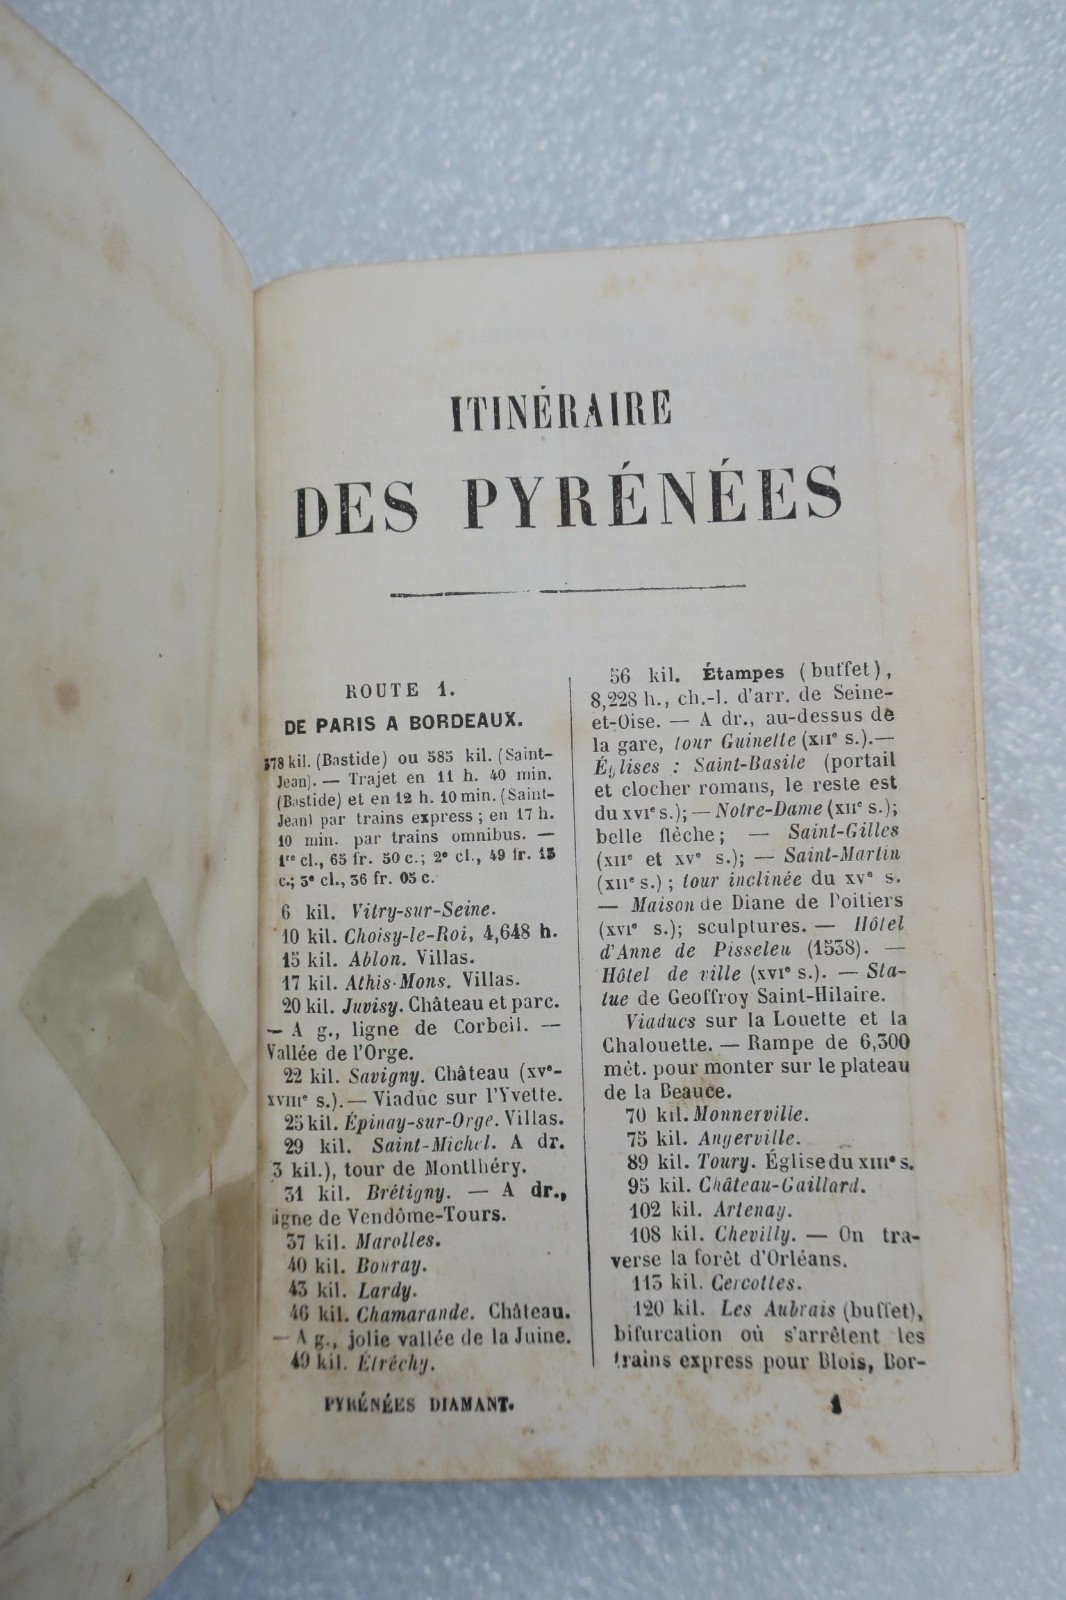 ITINÉRAIRE
DES PYRÉNÉES
ROUTE 1.
DE PARIS A BORDEAUX.
578 kil. (Bastide) ou 585 kil. (Saint-
Jean). — Trajet en 11 h. 40 min.
(Bastide) et en 12 h. 10 min. (Saint-
Jean) par trains express; en 17 h.
10 min. par trains omnibus. —
1re cl., 65 fr. 50 c.; 2e cl., 49 fr. 15
c.; 3e cl., 36 fr. 05 c.
6 kil. Vitry-sur-Seine.
10 kil. Choisy-le-Roi, 4,648 h.
15 kil. Ablon. Villas.
17 kil. Athis-Mons. Villas.
20 kil. Juvisy. Château et parc.
— A g., ligne de Corbeil. —
Vallée de l'Orge.
22 kil. Savigny. Château (XVe-
XVIIIe s.). — Viaduc sur l'Yvette.
25 kil. Épinay-sur-Orge. Villas.
29 kil. Saint-Michel. A dr.
3 kil.), tour de Montlhéry.
31 kil. Brétigny. — A dr.,
ligne de Vendôme-Tours.
37 kil. Marolles.
40 kil. Bouray.
43 kil. Lardy.
46 kil. Chamarande. Château.
— A g., jolie vallée de la Juine.
49 kil. Étréchy.
56 kil. Étampes (buffet),
8,228 h., ch.-l. d'arr. de Seine-
et-Oise. — A dr., au-dessus de
la gare, tour Guinette (XIIe s.). —
Églises : Saint-Basile (portail
et clocher romans, le reste est
du XVIe s.); — Notre-Dame (XIIe s.);
belle flèche; — Saint-Gilles
(XIIe et XVe s.); — Saint-Martin
(XIIe s.); tour inclinée du XVe s.
— Maison de Diane de Poitiers
(XVIe s.); sculptures. — Hôtel
d'Anne de Pisseleu (1538). —
Hôtel de ville (XVIe s.). — Sta-
tue de Geoffroy Saint-Hilaire.
Viaducs sur la Louette et la
Chalouette. — Rampe de 6,300
mèt. pour monter sur le plateau
de la Beauce.
70 kil. Monnerville.
75 kil. Angerville.
89 kil. Toury. Église du XIIIe s.
95 kil. Château-Gaillard.
102 kil. Artenay.
108 kil. Chevilly. — On tra-
verse la forêt d'Orléans.
113 kil. Cercottes.
120 kil. Les Aubrais (buffet),
bifurcation où s'arrêtent les
trains express pour Blois, Bor-
PYRÉNÉES DIAMANT. 1